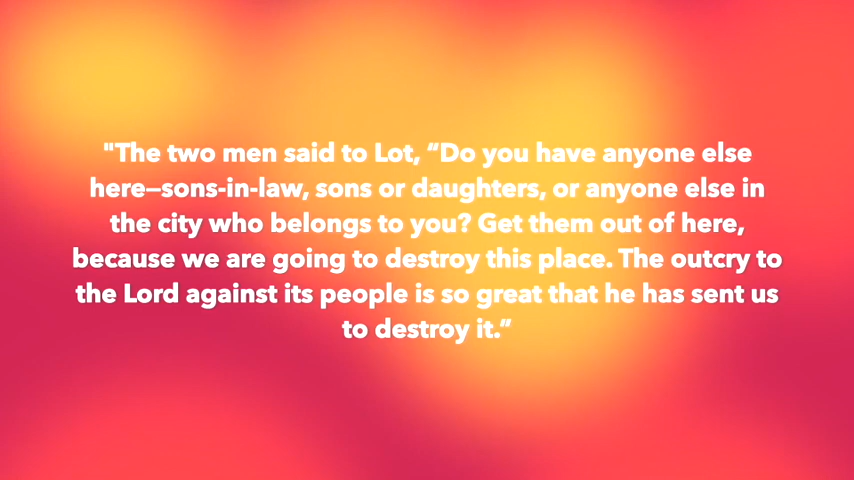 "The two men said to Lot, “Do you have anyone else
here—sons-in-law, sons or daughters, or anyone else in
the city who belongs to you? Get them out of here,
because we are going to destroy this place. The outcry to
the Lord against its people is so great that he has sent us
to destroy it.”